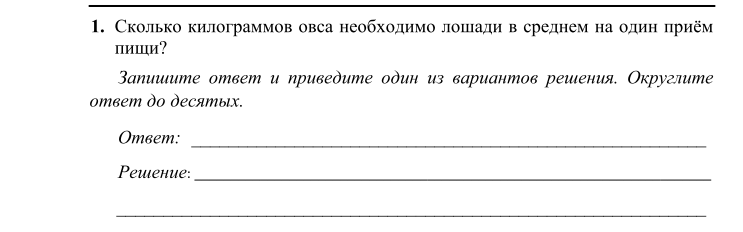 1. Сколько килограммов овса необходимо лошади в среднем на один приём
пищи?
Запишите ответ и приведите один из вариантов решения. Округлите
ответ до десятых.
Ответ:
Решение: